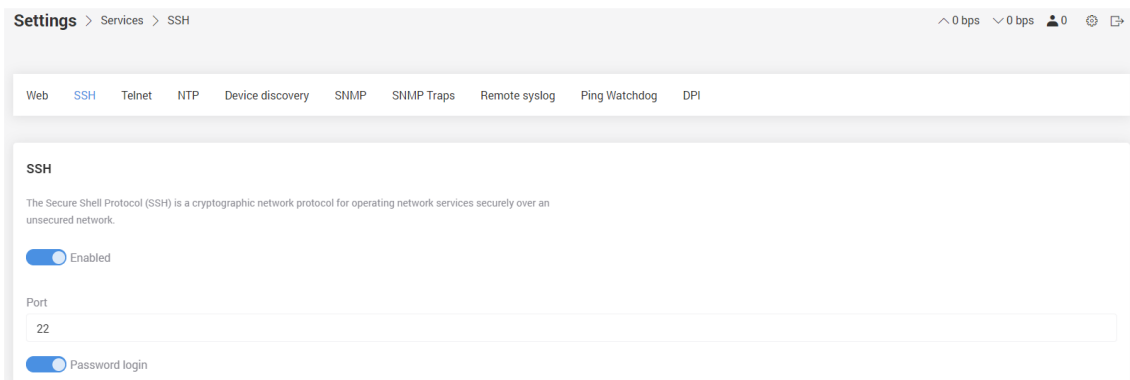 Settings > Services > SSH
0 bps 0 bps 0
Web SSH Telnet NTP Device discovery SNMP SNMP Traps Remote syslog Ping Watchdog DPI
SSH
The Secure Shell Protocol (SSH) is a cryptographic network protocol for operating network services securely over an
unsecured network.
Enabled
Port
22
Password login